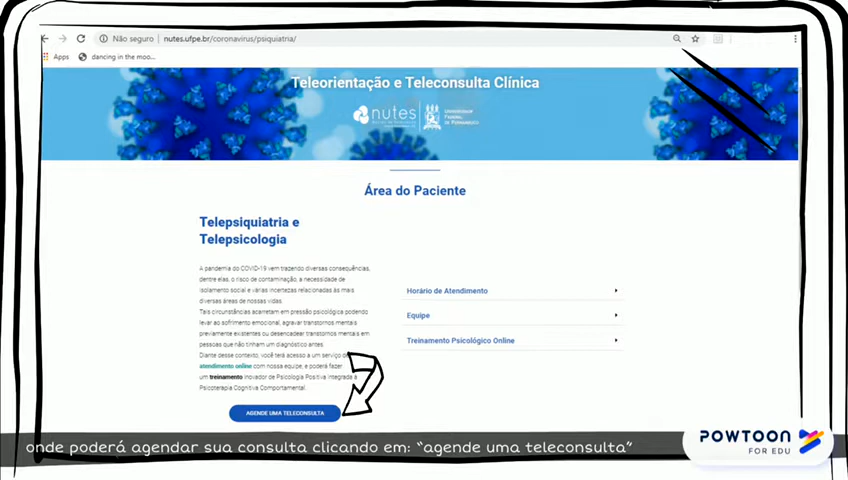 Não seguro
nutes.ufpe.br/coronavirus/psiquiatria/
Apps
dancing in the moo...
Teleorientação e Teleconsulta Clínica
nutes
UNIVERSIDADE
FEDERAL
DE PERNAMBUCO
Área do Paciente
Telepsiquiatria e
Telepsicologia
A pandemia do COVID-19 vem trazendo diversas consequências,
dentre elas, o risco de contaminação, a necessidade de
isolamento social e várias incertezas relacionadas às mais
diversas áreas de nossas vidas.
Tais circunstâncias acarretam em pressão psicológica podendo
levar ao sofrimento emocional, agravar transtornos mentais
previamente existentes ou desencadear transtornos mentais em
pessoas que não tinham um diagnóstico antes.
Diante desse contexto, você terá acesso a um serviço de
atendimento online com nossa equipe, e poderá fazer
um treinamento inovador de Psicologia Positiva Integrada e
Psicoterapia Cognitiva Comportamental.
AGENDE UMA TELECONSULTA
Horário de Atendimento
Equipe
Treinamento Psicológico Online
onde poderá agendar sua consulta clicando em: “agende uma teleconsulta”
POWTOON
FOR EDU